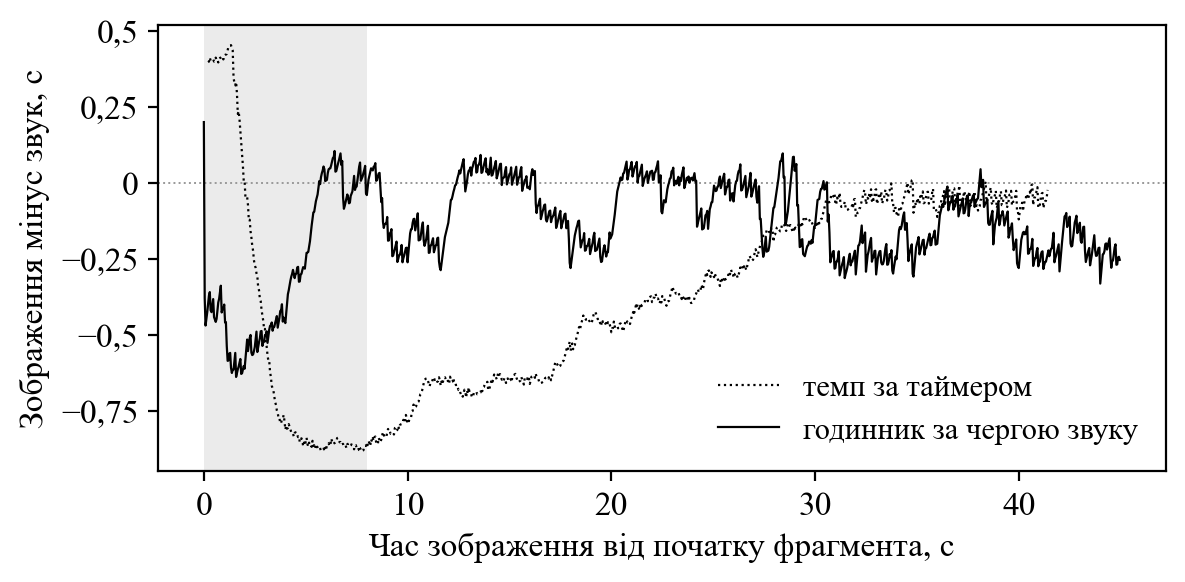 0,5
0,25
0
−0,25
−0,5
−0,75
Зображення мінус звук, с
темп за таймером
годинник за чергою звуку
0 10 20 30 40
Час зображення від початку фрагмента, с